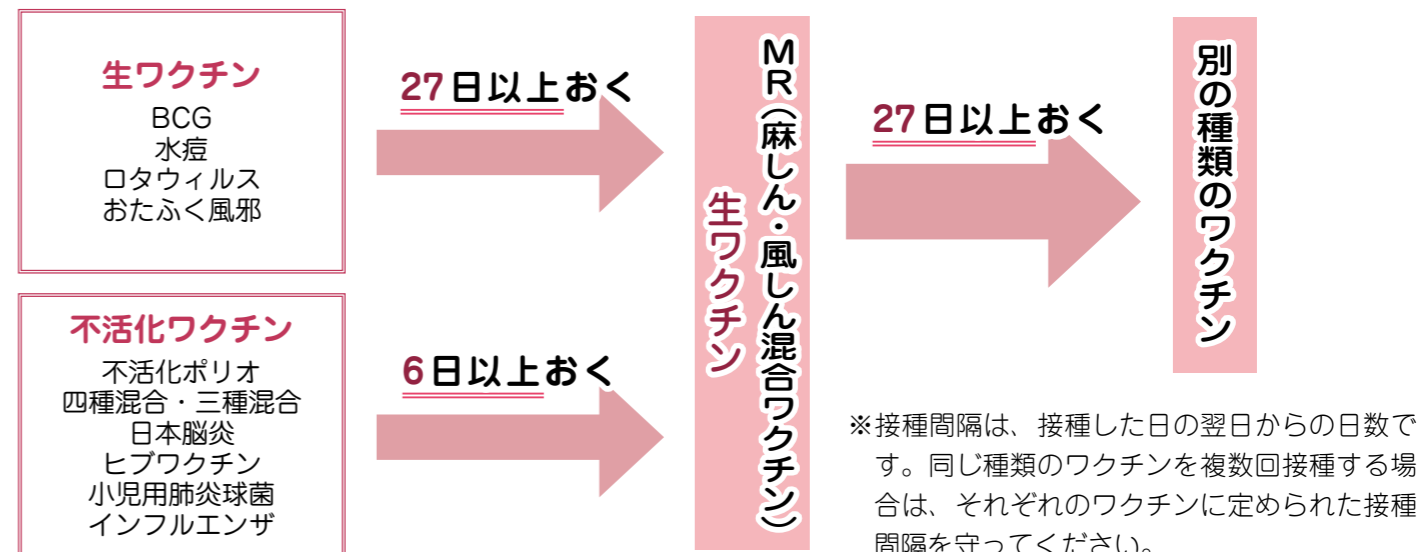 生ワクチン
BCG
水痘
ロタウィルス
おたふく風邪
27日以上おく
不活化ワクチン
不活化ポリオ
四種混合・三種混合
日本脳炎
ヒブワクチン
小児用肺炎球菌
インフルエンザ
6日以上おく
MR(麻しん・風しん混合ワクチン)
生ワクチン
27日以上おく
別の種類のワクチン
※接種間隔は、接種した日の翌日からの日数で
す。同じ種類のワクチンを複数回接種する場
合は、それぞれのワクチンに定められた接種
間隔を守ってください。